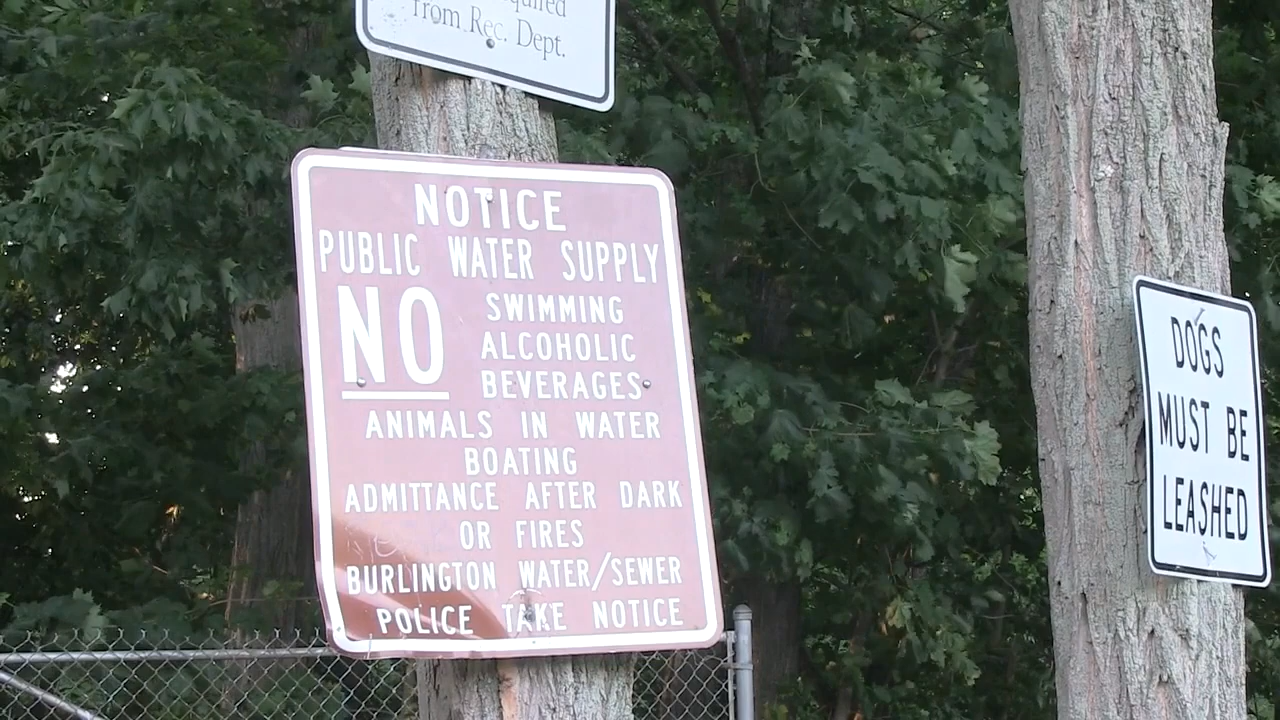 from Rec. Dept.
NOTICE
PUBLIC WATER SUPPLY
NO SWIMMING
ALCOHOLIC
BEVERAGES
ANIMALS IN WATER
BOATING
ADMITTANCE AFTER DARK
OR FIRES
BURLINGTON WATER/SEWER
POLICE TAKE NOTICE
DOGS
MUST BE
LEASHED